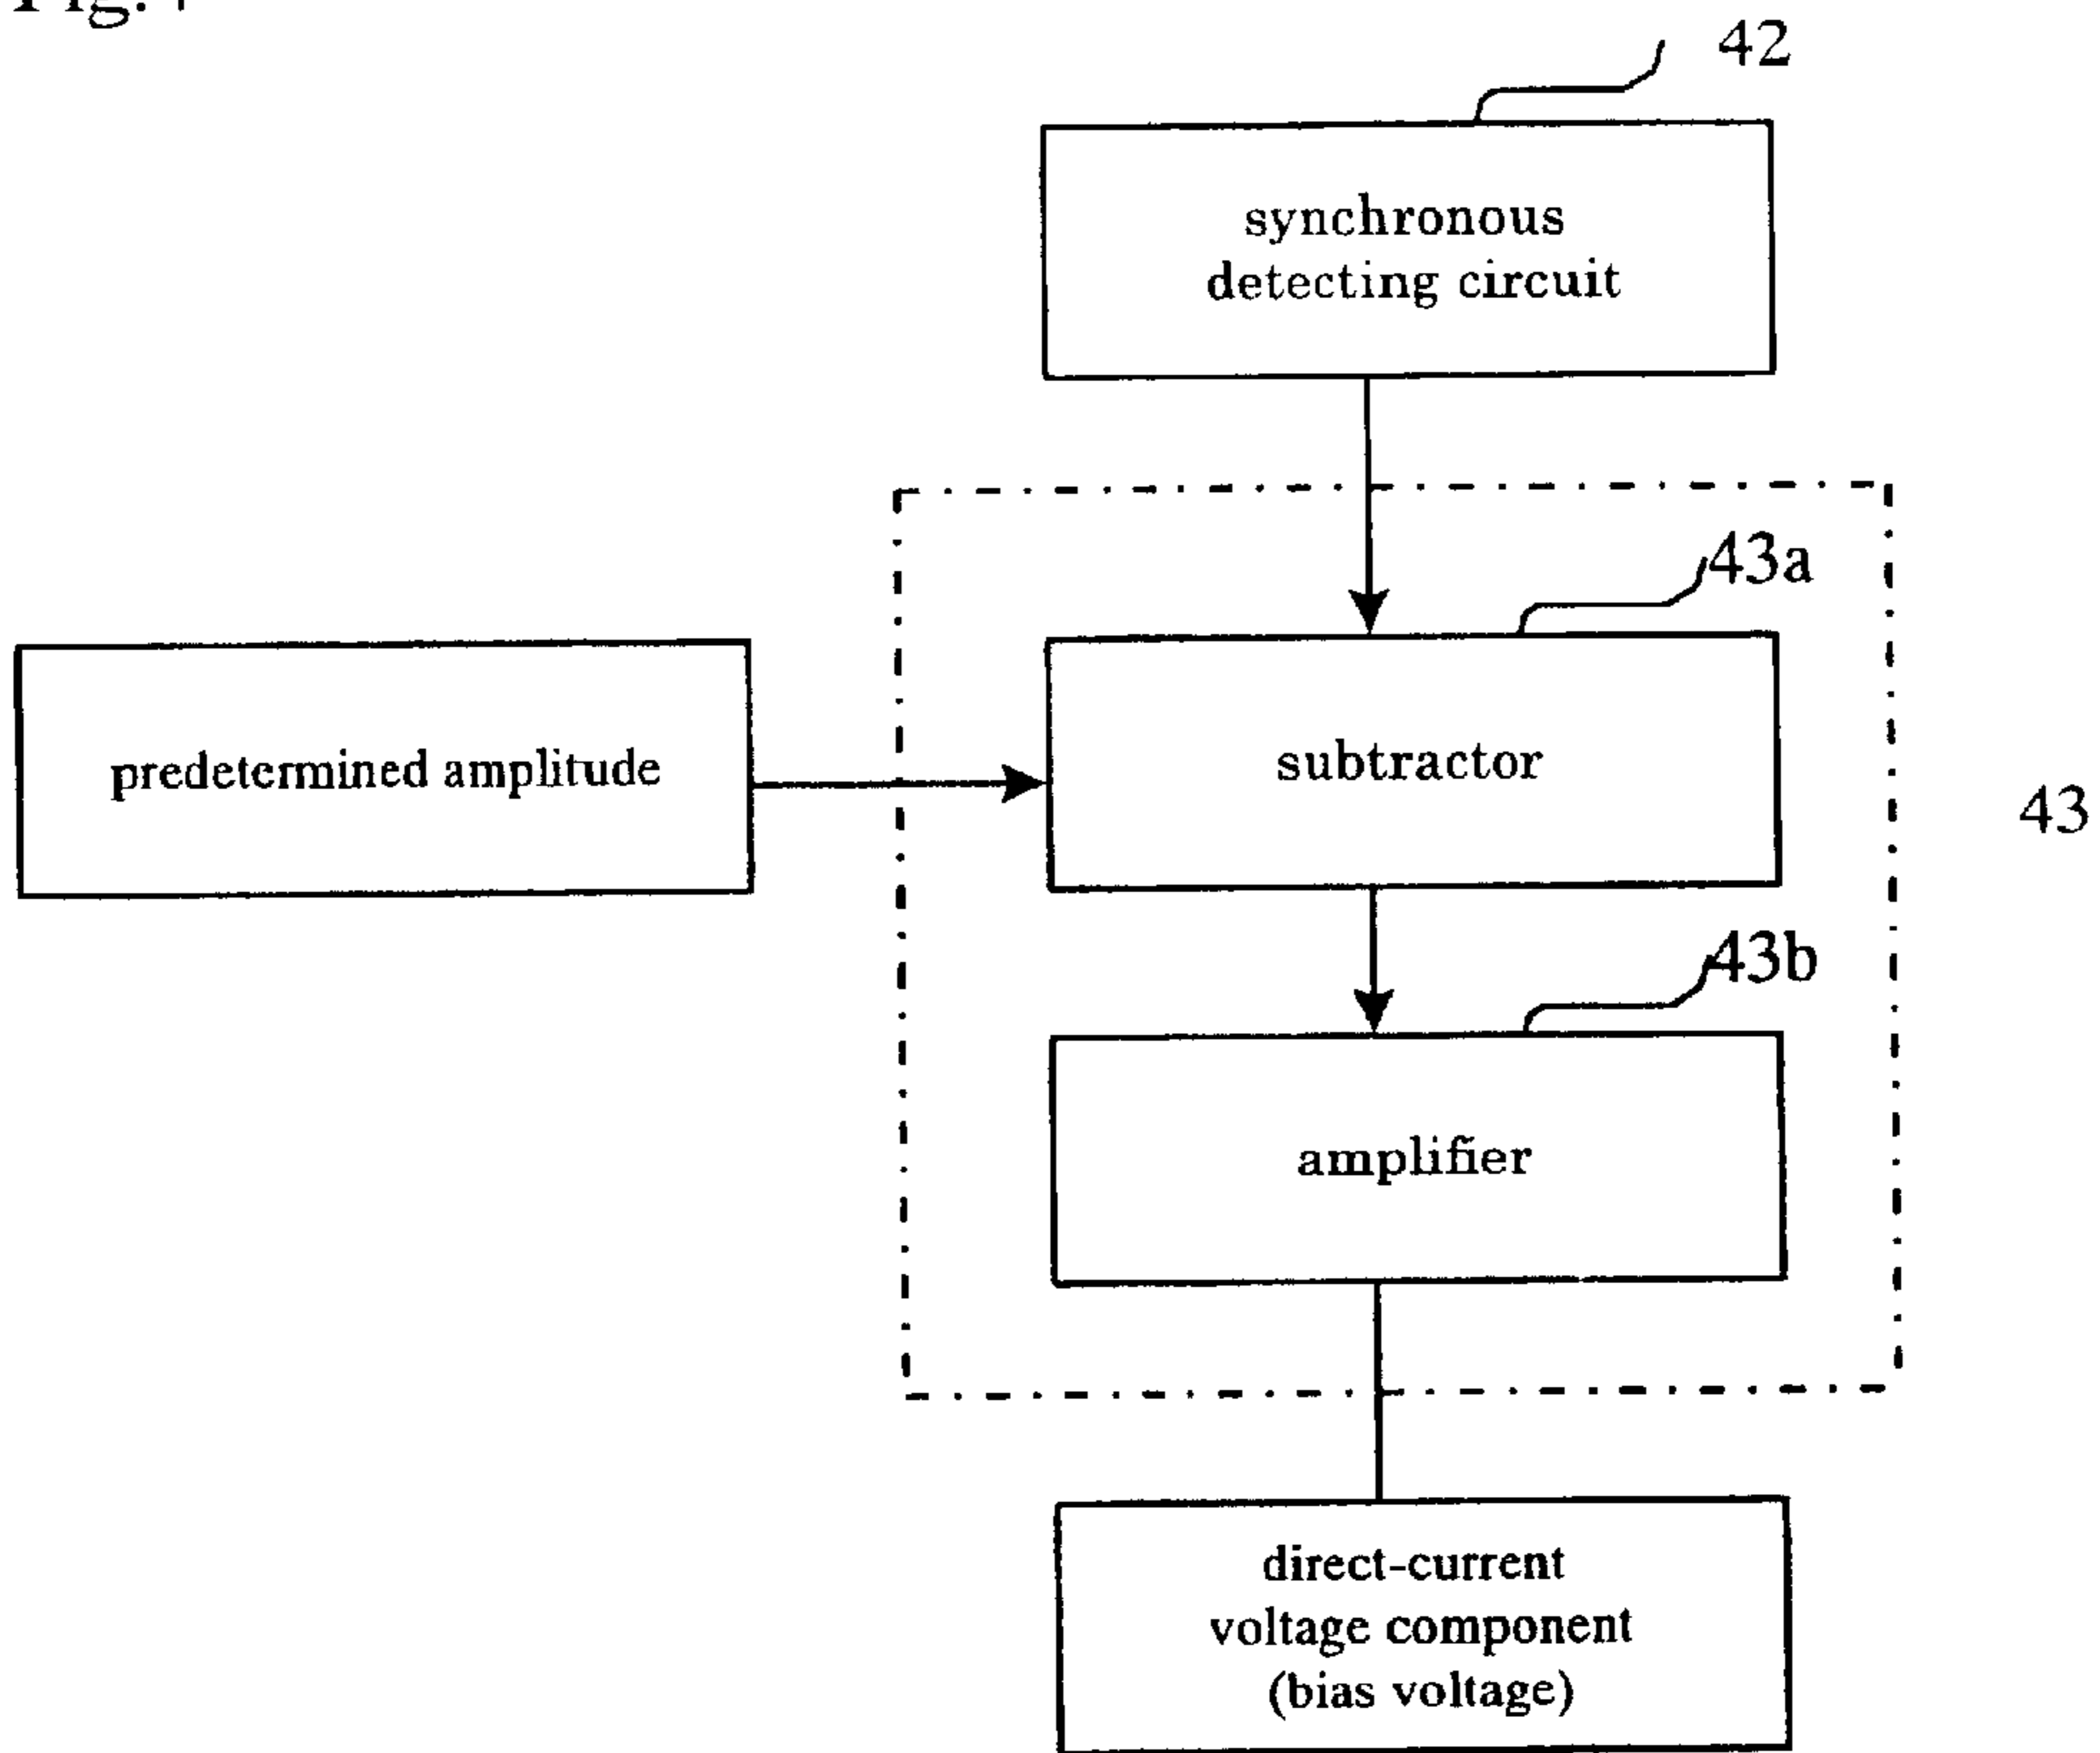 42
synchronous
detecting circuit
43a
predetermined amplitude
subtractor
43
43b
amplifier
direct-current
voltage component
(bias voltage)